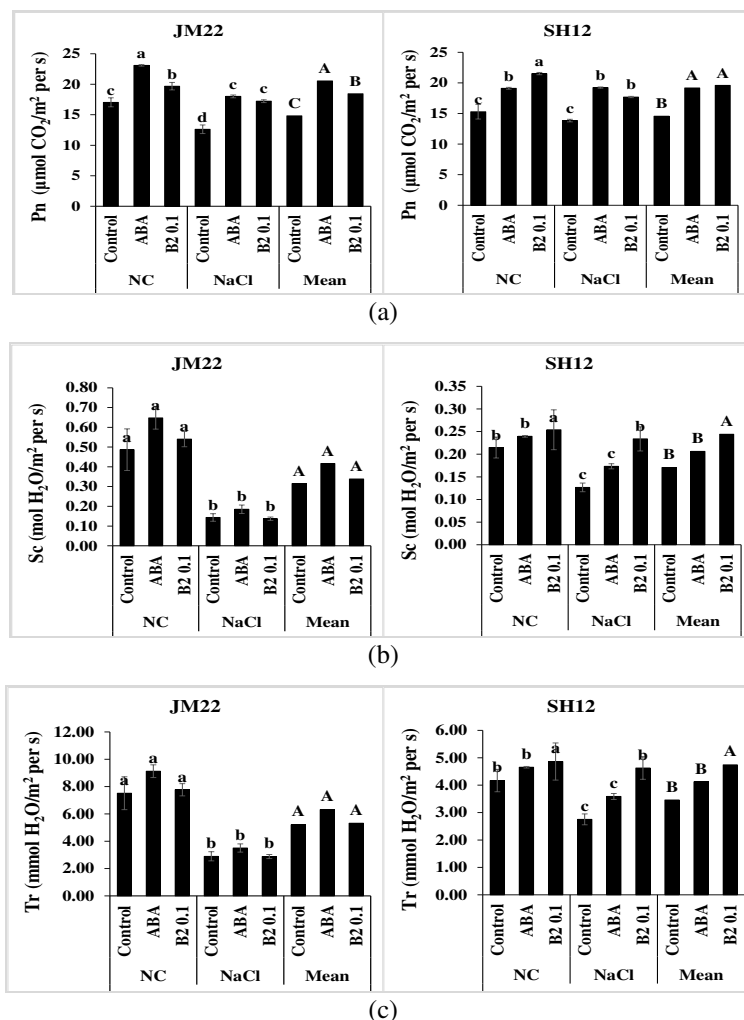 JM22
Pn (µmol CO₂/m² per s)
25
20
15
10
5
0
c a b d c c C A B
Control ABA B2 0.1 Control ABA B2 0.1 Control ABA B2 0.1
NC NaCl Mean
SH12
Pn (µmol CO₂/m² per s)
25
20
15
10
5
0
c b a c b b B A A
Control ABA B2 0.1 Control ABA B2 0.1 Control ABA B2 0.1
NC NaCl Mean
(a)
JM22
Sc (mol H₂O/m² per s)
0.80
0.70
0.60
0.50
0.40
0.30
0.20
0.10
0.00
a a a b b b A A A
Control ABA B2 0.1 Control ABA B2 0.1 Control ABA B2 0.1
NC NaCl Mean
SH12
Sc (mol H₂O/m² per s)
0.35
0.30
0.25
0.20
0.15
0.10
0.05
0.00
b b a c c b B B A
Control ABA B2 0.1 Control ABA B2 0.1 Control ABA B2 0.1
NC NaCl Mean
(b)
JM22
Tr (mmol H₂O/m² per s)
12.00
10.00
8.00
6.00
4.00
2.00
0.00
a a a b b b A A A
Control ABA B2 0.1 Control ABA B2 0.1 Control ABA B2 0.1
NC NaCl Mean
SH12
Tr (mmol H₂O/m² per s)
6.00
5.00
4.00
3.00
2.00
1.00
0.00
b b a c c b B B A
Control ABA B2 0.1 Control ABA B2 0.1 Control ABA B2 0.1
NC NaCl Mean
(c)